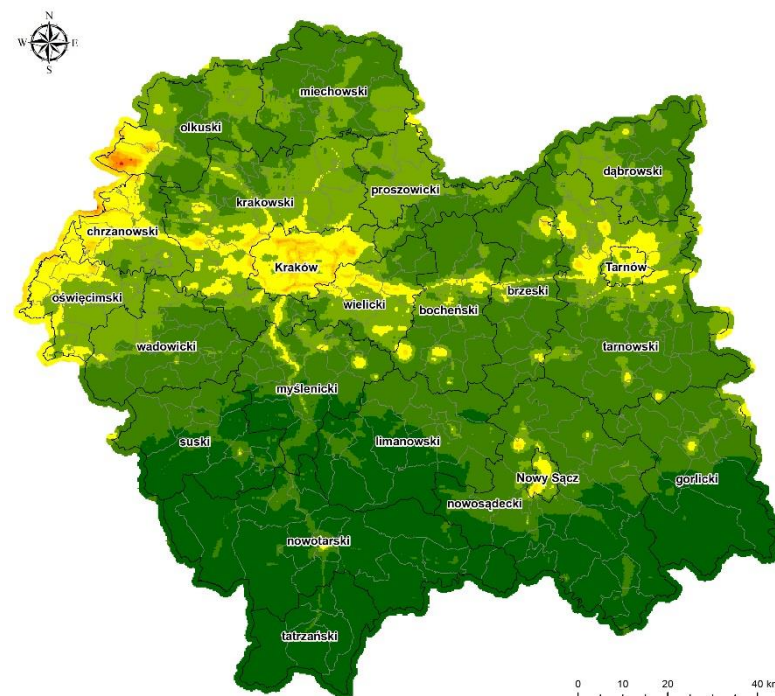 N
W E
S
miechowski
olkuski
dąbrowski
proszowicki
krakowski
chrzanowski
Kraków
Tarnów
oświęcimski
wielicki
brzeski
bocheński
wadowicki
tarnowski
myślenicki
suski
limanowski
Nowy Sącz
gorlicki
nowosądecki
nowotarski
tatrzański
0 10 20 40 km